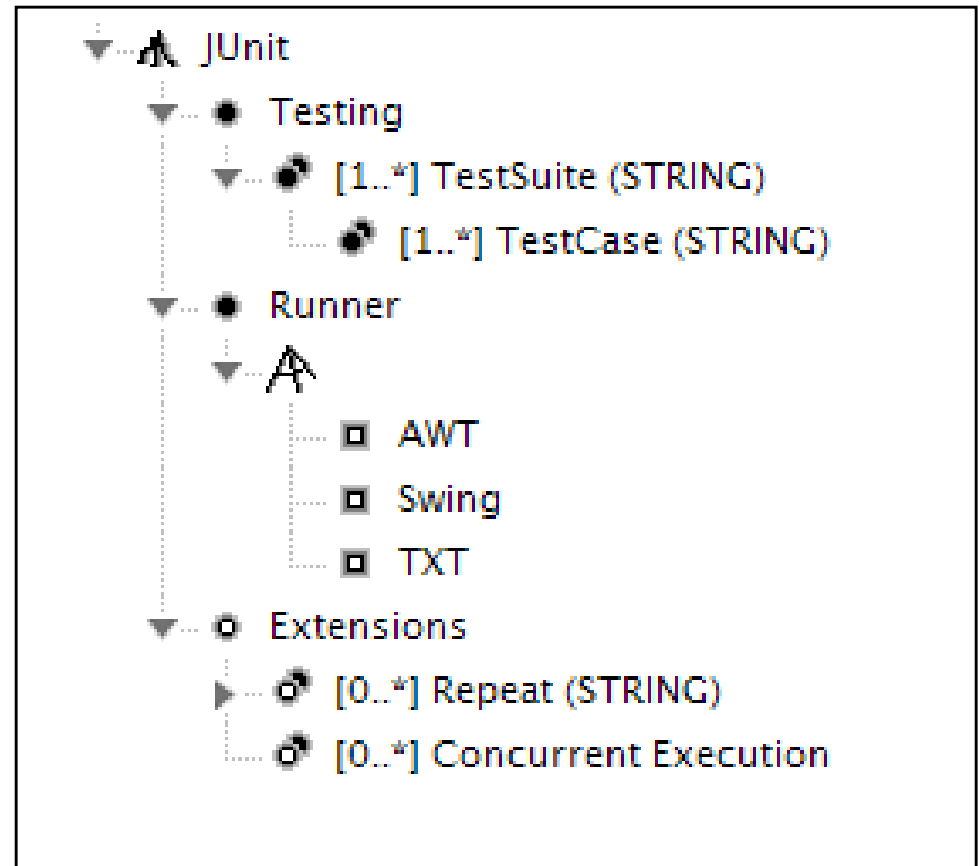 JUnit
Testing
[1..*] TestSuite (STRING)
[1..*] TestCase (STRING)
Runner
AWT
Swing
TXT
Extensions
[0..*] Repeat (STRING)
[0..*] Concurrent Execution